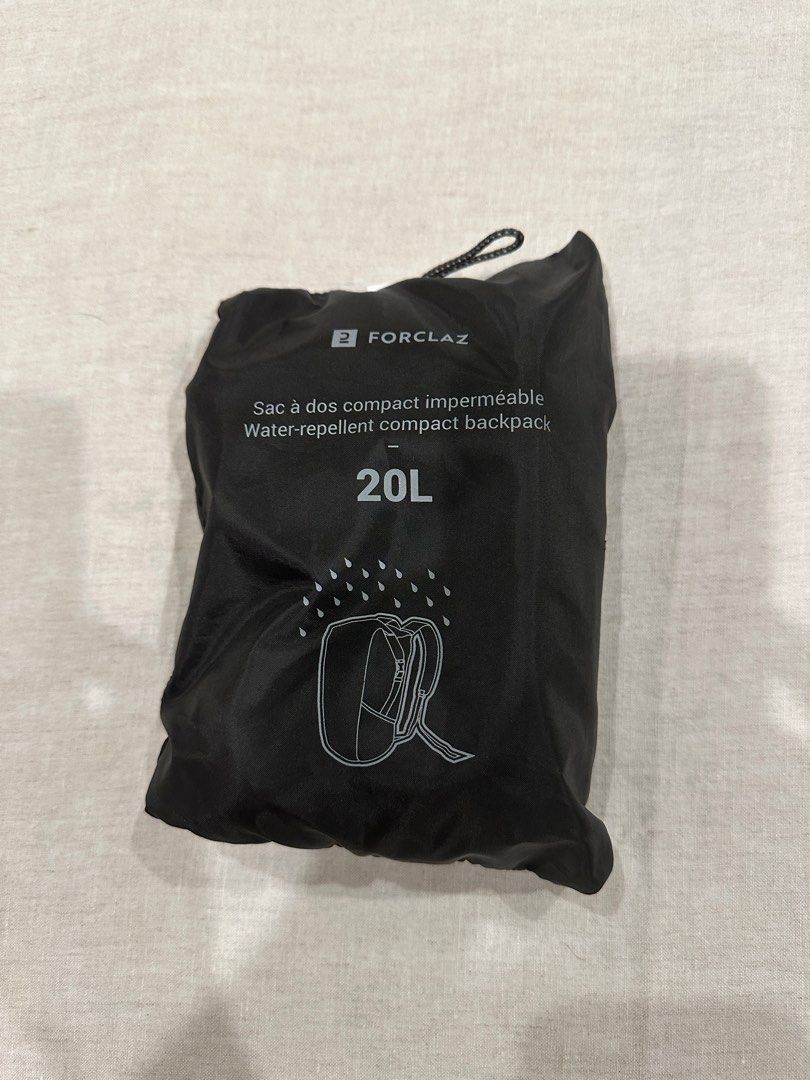 FORCLAZ
Sac à dos compact imperméable
Water-repellent compact backpack
–
20L